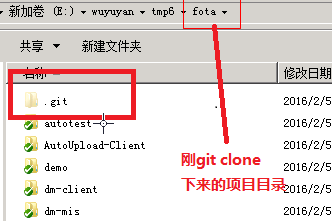 新加卷 (E:) ▸ wuyuyan ▸ tmp6 ▸ fota ▸
共享 ▼ 新建文件夹
名称 修改日期
.git 2016/2/5
autotest 2016/2/5
AutoUpload-Client 2016/2/5
demo 2016/2/5
dm-client 2016/2/5
dm-mis 2016/2/5
刚git clone
下来的项目目录